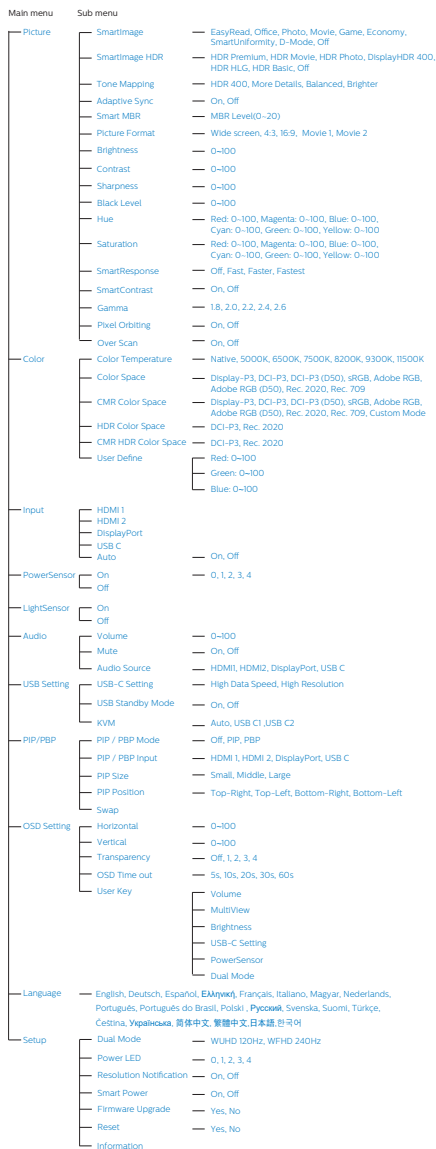 Main menu Sub menu
Picture SmartImage EasyRead, Office, Photo, Movie, Game, Economy,
SmartUniformity, D-Mode, Off
SmartImage HDR HDR Premium, HDR Movie, HDR Photo, DisplayHDR 400,
HDR HLG, HDR Basic, Off
Tone Mapping HDR 400, More Details, Balanced, Brighter
Adaptive Sync On, Off
Smart MBR MBR Level(0~20)
Picture Format Wide screen, 4:3, 16:9, Movie 1, Movie 2
Brightness 0~100
Contrast 0~100
Sharpness 0~100
Black Level 0~100
Hue Red: 0~100, Magenta: 0~100, Blue: 0~100,
Cyan: 0~100, Green: 0~100, Yellow: 0~100
Saturation Red: 0~100, Magenta: 0~100, Blue: 0~100,
Cyan: 0~100, Green: 0~100, Yellow: 0~100
SmartResponse Off, Fast, Faster, Fastest
SmartContrast On, Off
Gamma 1.8, 2.0, 2.2, 2.4, 2.6
Pixel Orbiting On, Off
Over Scan On, Off
Color Color Temperature Native, 5000K, 6500K, 7500K, 8200K, 9300K, 11500K
Color Space Display-P3, DCI-P3, DCI-P3 (D50), sRGB, Adobe RGB,
Adobe RGB (D50), Rec. 2020, Rec. 709
CMR Color Space Display-P3, DCI-P3, DCI-P3 (D50), sRGB, Adobe RGB,
Adobe RGB (D50), Rec. 2020, Rec. 709, Custom Mode
HDR Color Space DCI-P3, Rec. 2020
CMR HDR Color Space DCI-P3, Rec. 2020
User Define Red: 0~100
Green: 0~100
Blue: 0~100
Input HDMI 1
HDMI 2
DisplayPort
USB C
Auto On, Off
PowerSensor On 0, 1, 2, 3, 4
Off
LightSensor On
Off
Audio Volume 0~100
Mute On, Off
Audio Source HDMI1, HDMI2, DisplayPort, USB C
USB Setting USB-C Setting High Data Speed, High Resolution
USB Standby Mode On, Off
KVM Auto, USB C1 ,USB C2
PIP/PBP PIP / PBP Mode Off, PIP, PBP
PIP / PBP Input HDMI 1, HDMI 2, DisplayPort, USB C
PIP Size Small, Middle, Large
PIP Position Top-Right, Top-Left, Bottom-Right, Bottom-Left
Swap
OSD Setting Horizontal 0~100
Vertical 0~100
Transparency Off, 1, 2, 3, 4
OSD Time out 5s, 10s, 20s, 30s, 60s
User Key Volume
MultiView
Brightness
USB-C Setting
PowerSensor
Dual Mode
Language English, Deutsch, Español, Ελληνική, Français, Italiano, Magyar, Nederlands,
Português, Português do Brasil, Polski , Русский, Svenska, Suomi, Türkçe,
Čeština, Українська, 简体中文, 繁體中文,日本語,한국어
Setup Dual Mode WUHD 120Hz, WFHD 240Hz
Power LED 0, 1, 2, 3, 4
Resolution Notification On, Off
Smart Power On, Off
Firmware Upgrade Yes, No
Reset Yes, No
Information